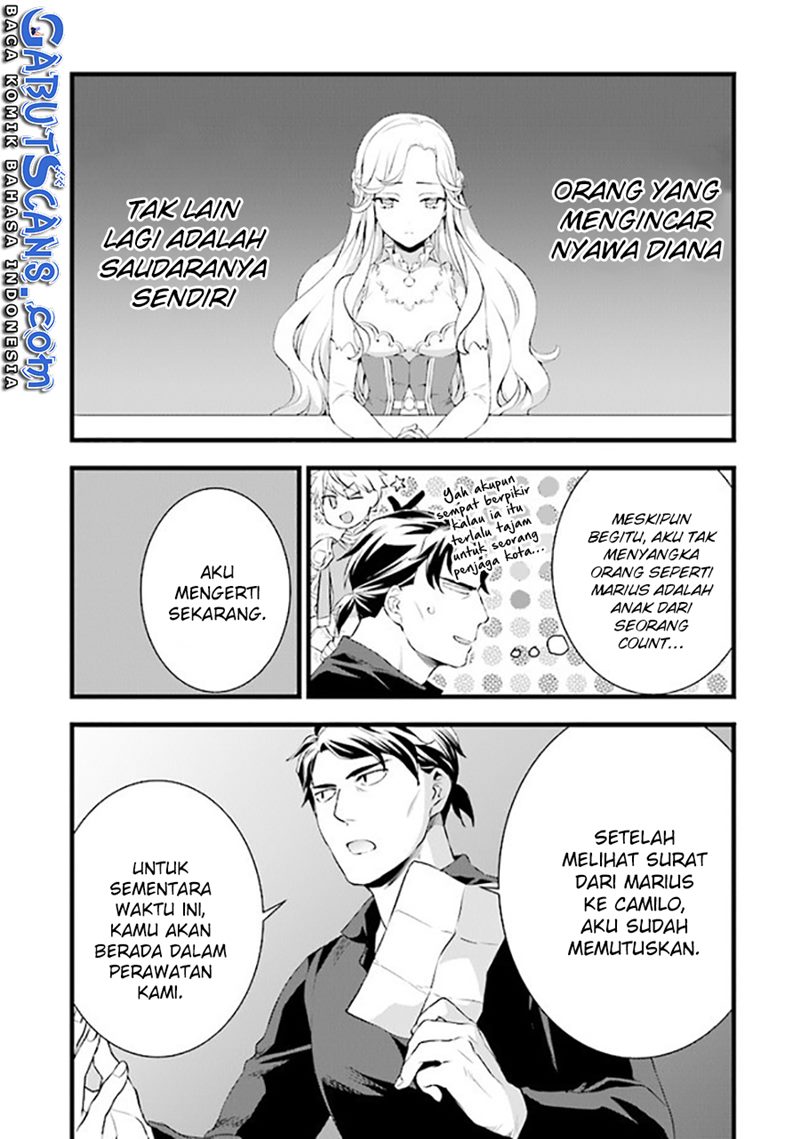 GABUTSCANS.COM
BACA KOMIK BAHASA INDONESIA
ORANG YANG
MENGINCAR
NYAWA DIANA
TAK LAIN
LAGI ADALAH
SAUDARANYA
SENDIRI
MESKIPUN
BEGITU, AKU TAK
MENYANGKA
ORANG SEPERTI
MARIUS ADALAH
ANAK DARI
SEORANG
COUNT...
Yah akupun
sempat berpikir
kalau ia itu
terlalu tajam
untuk seorang
penjaga kota...
AKU
MENGERTI
SEKARANG.
SETELAH
MELIHAT SURAT
DARI MARIUS
KE CAMILO,
AKU SUDAH
MEMUTUSKAN.
UNTUK
SEMENTARA
WAKTU INI,
KAMU AKAN
BERADA DALAM
PERAWATAN
KAMI.